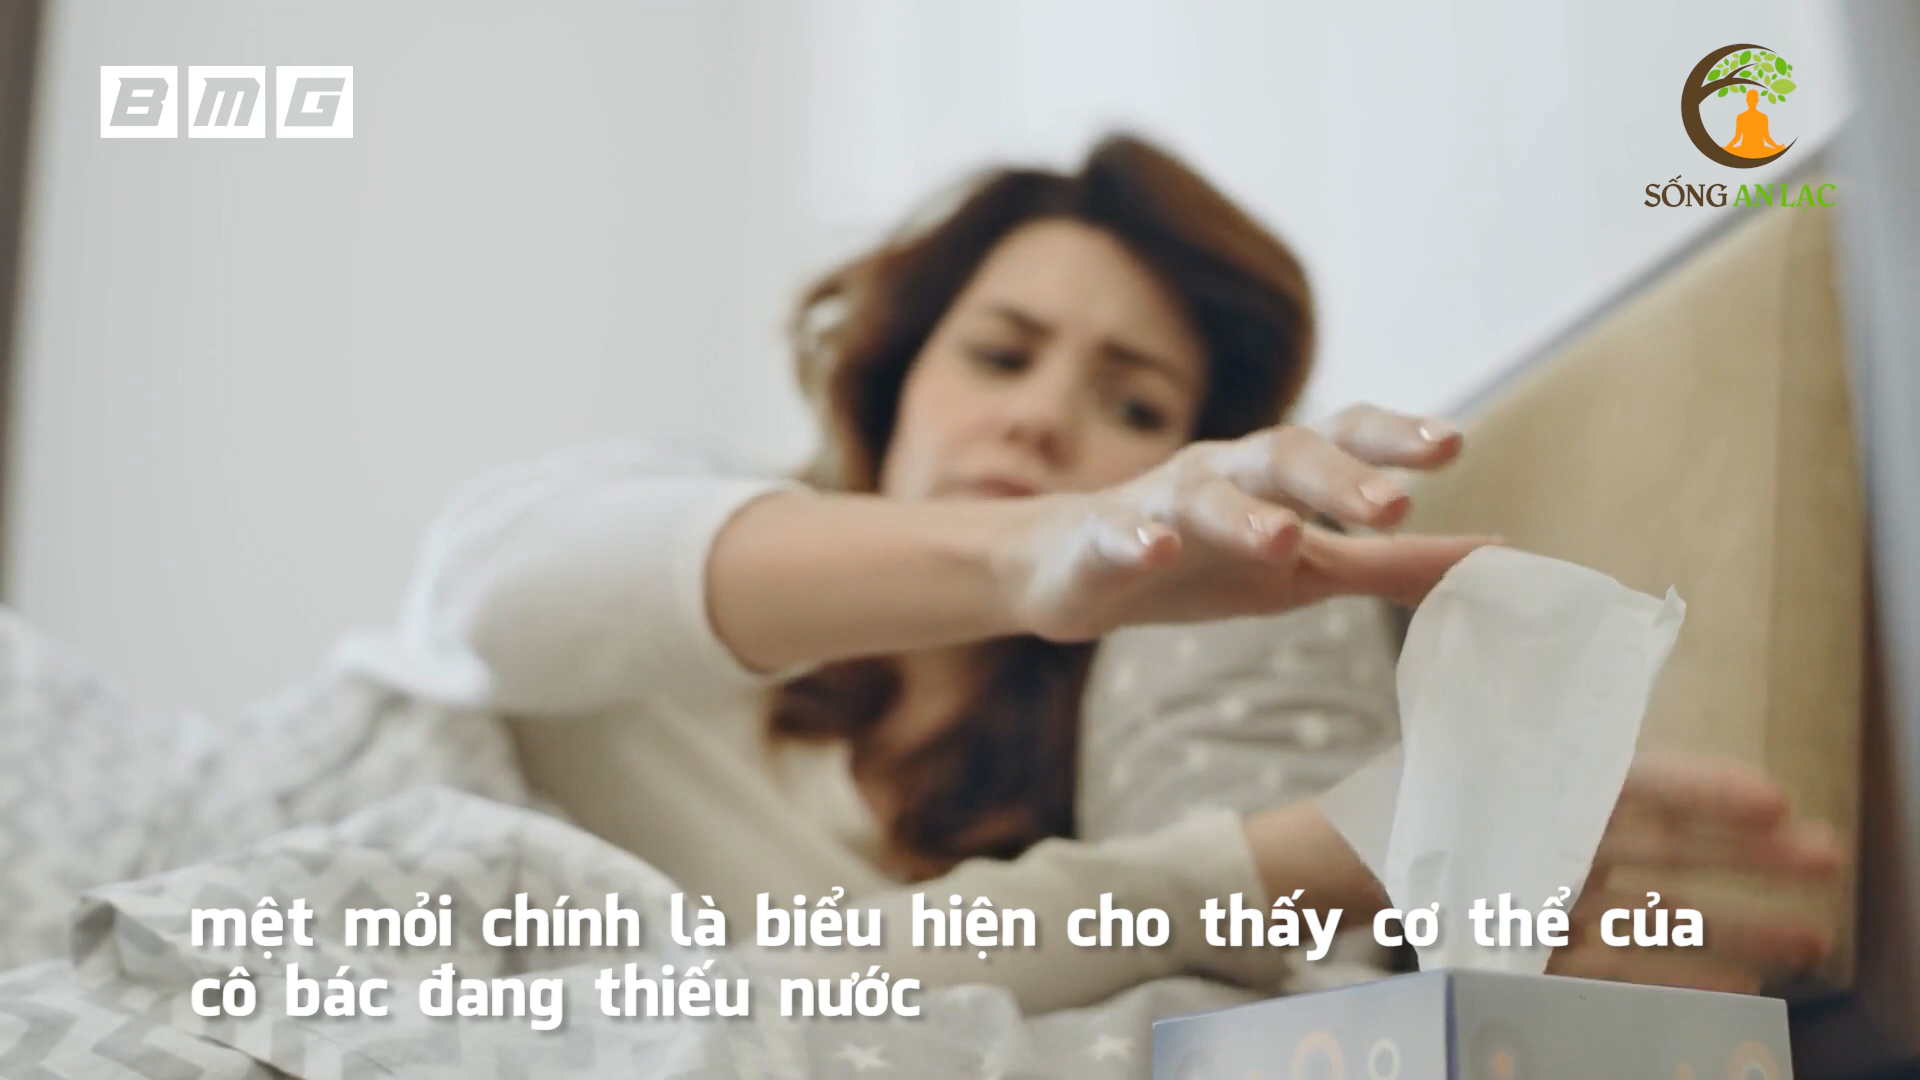 BMG
SỐNG AN LẠC
mệt mỏi chính là biểu hiện cho thấy cơ thể của
cô bác đang thiếu nước